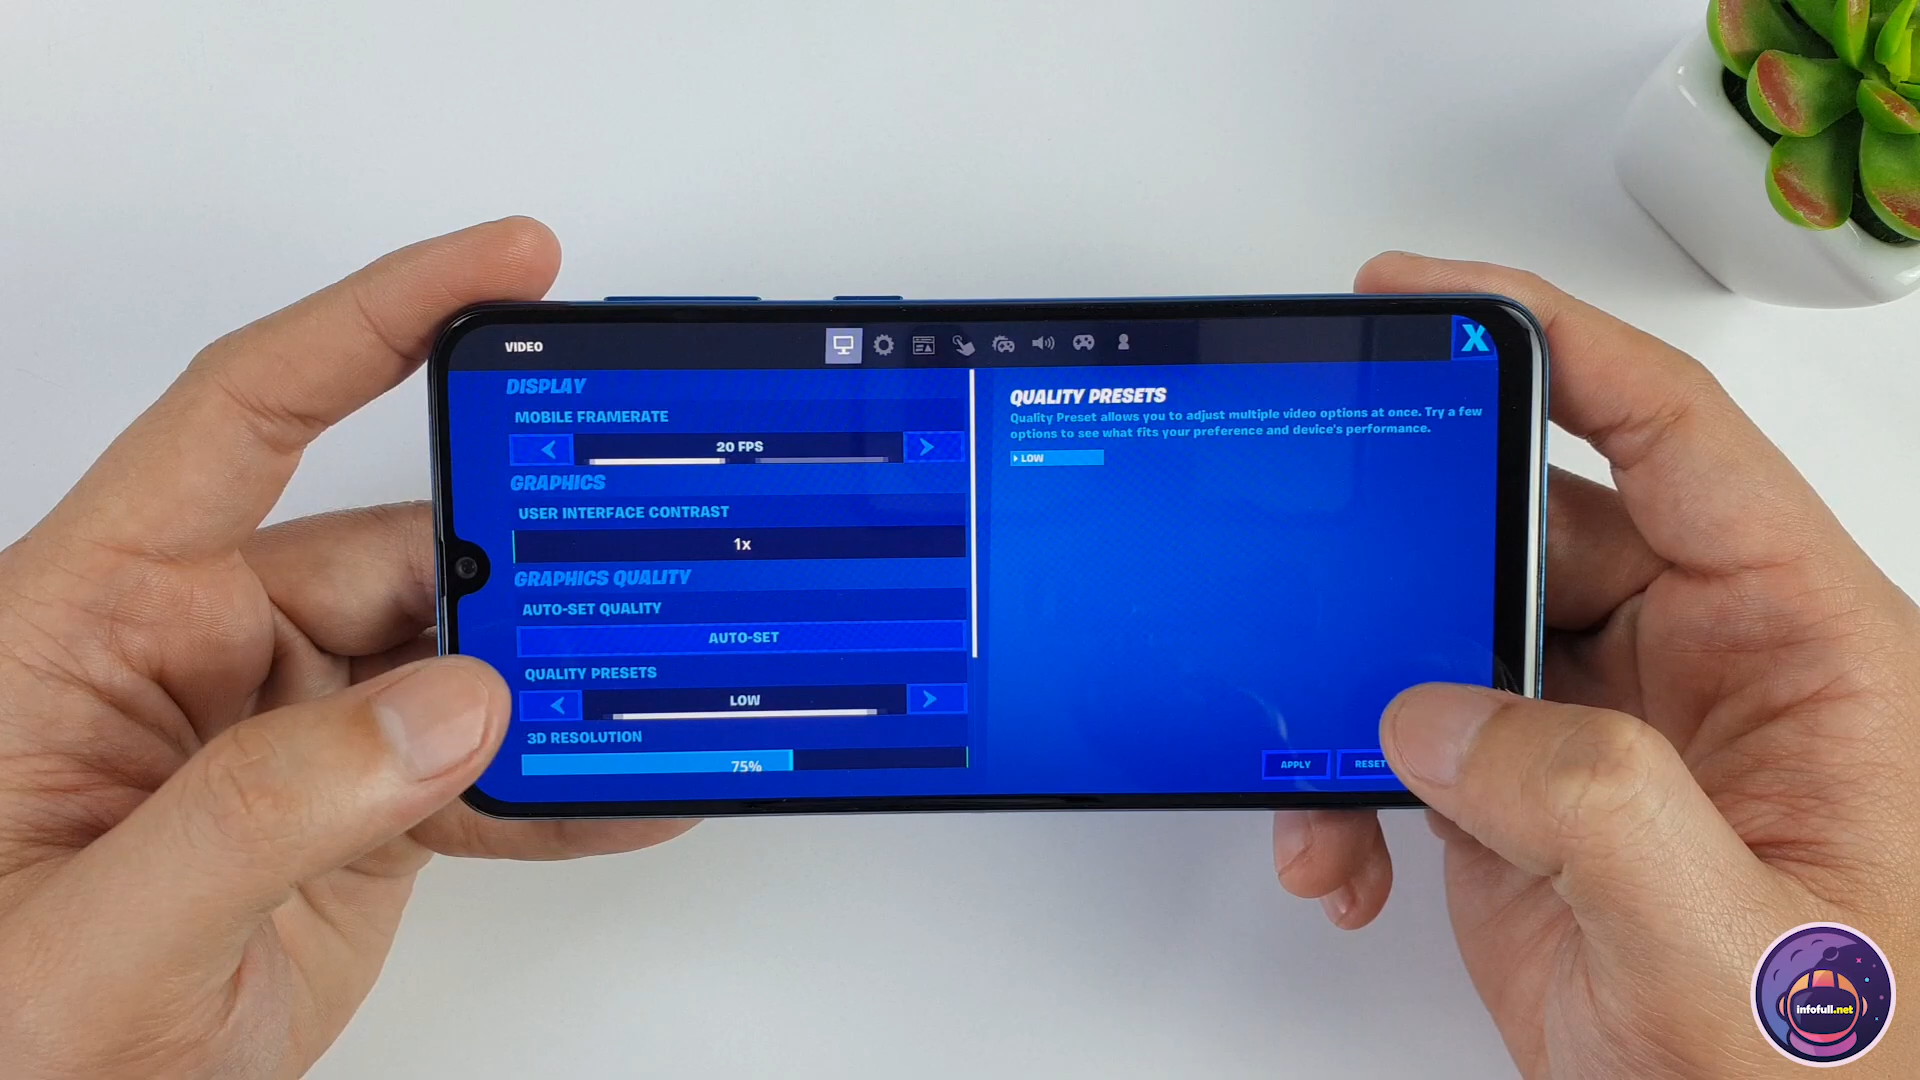 VIDEO
X
DISPLAY
MOBILE FRAMERATE
20 FPS
GRAPHICS
USER INTERFACE CONTRAST
1x
GRAPHICS QUALITY
AUTO-SET QUALITY
AUTO-SET
QUALITY PRESETS
LOW
3D RESOLUTION
75%
QUALITY PRESETS
Quality Preset allows you to adjust multiple video options at once. Try a few
options to see what fits your preference and device's performance.
LOW
APPLY
RESET
infofull.net